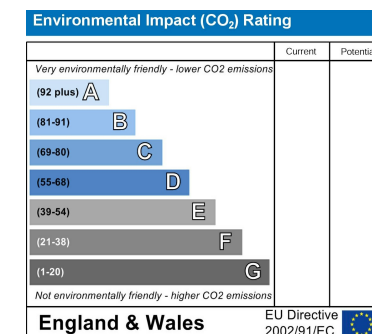 Environmental Impact (CO₂) Rating
Current Potentia
Very environmentally friendly - lower CO2 emissions
(92 plus) A
(81-91) B
(69-80) C
(55-68) D
(39-54) E
(21-38) F
(1-20) G
Not environmentally friendly - higher CO2 emissions
England & Wales
EU Directive
2002/91/EC